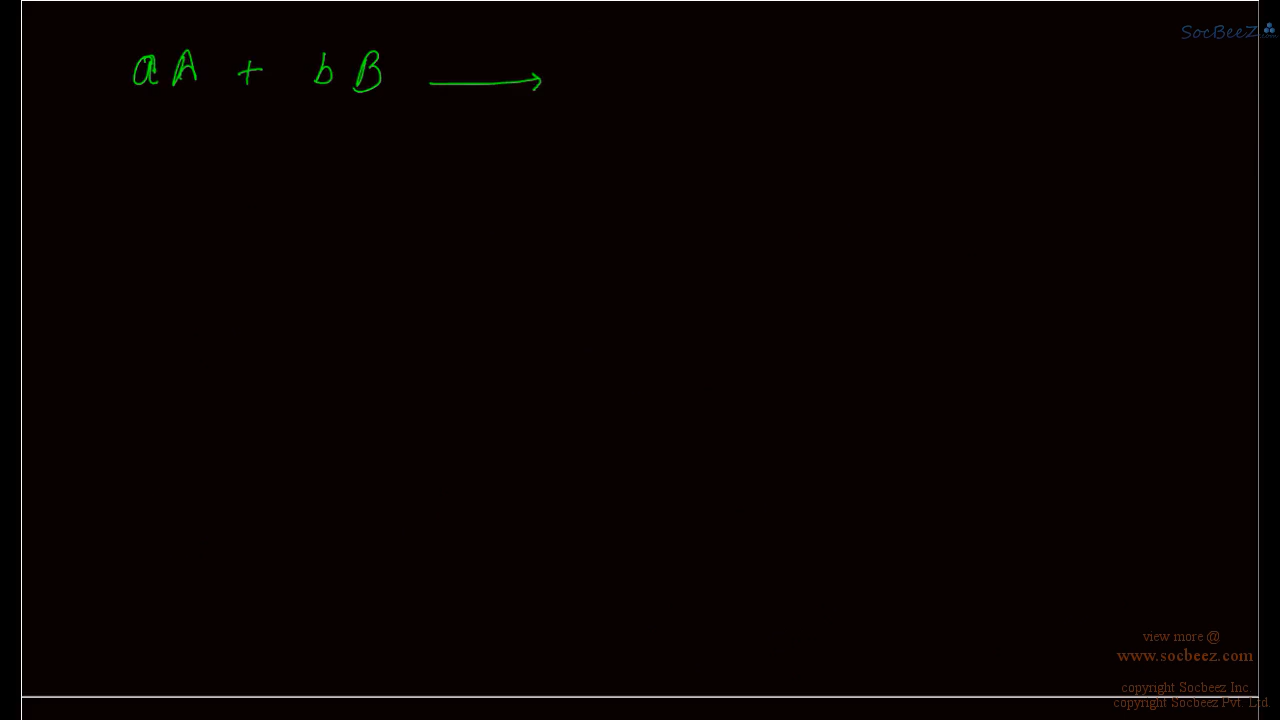 SocBeeZ
aA + bB ⟶
view more @
www.socbeez.com
copyright Socbeez Inc.
copyright Socbeez Pvt. Ltd.